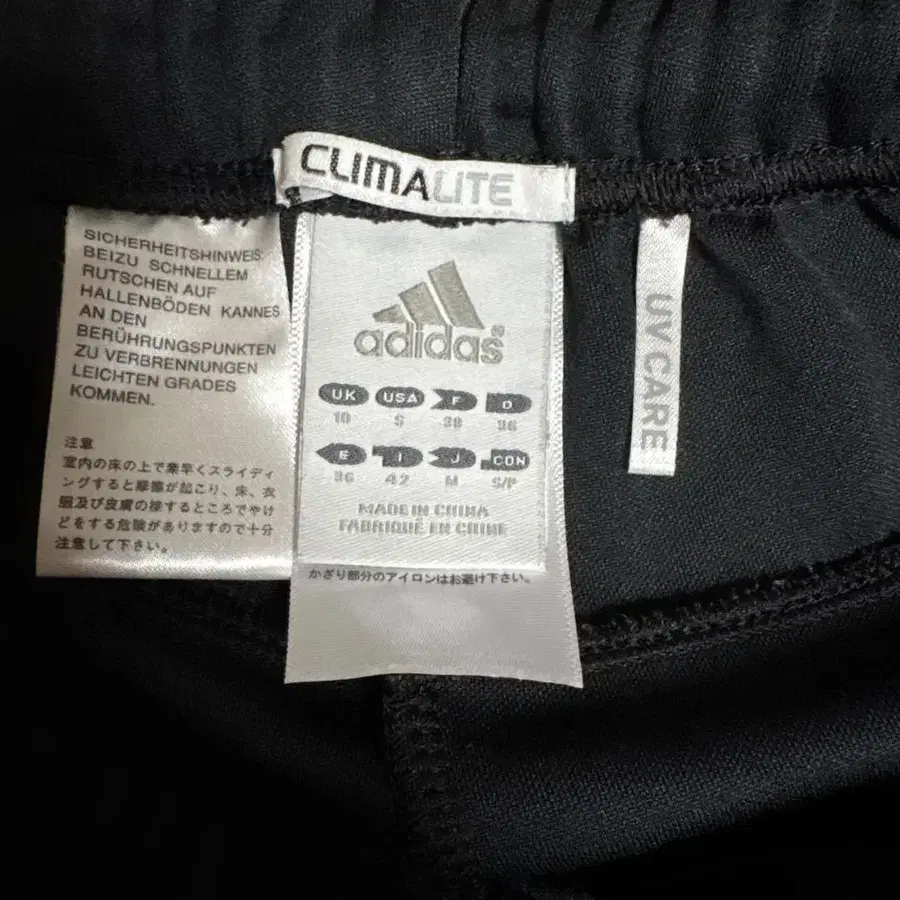 CLIMALITE
SICHERHEITSHINWEIS:
BEIZU SCHNELLEM
RUTSCHEN AUF
HALLENBÖDEN KANNES
AN DEN
BERÜHRUNGSPUNKTEN
ZU VERBRENNUNGEN
LEICHTEN GRADES
KOMMEN.
注意
室内の床の上で素早くスライディ
ングすると摩擦が起こり、床、衣
服及び皮膚の擦するところでやけ
どをする危険がありますので十分
注意して下さい。
adidas®
UK USA F D
10 S 38 36
E I J CDN
36 42 M S/P
MADE IN CHINA
FABRIQUÉ EN CHINE
かざり部分のアイロンはお避け下さい。
UV CARE